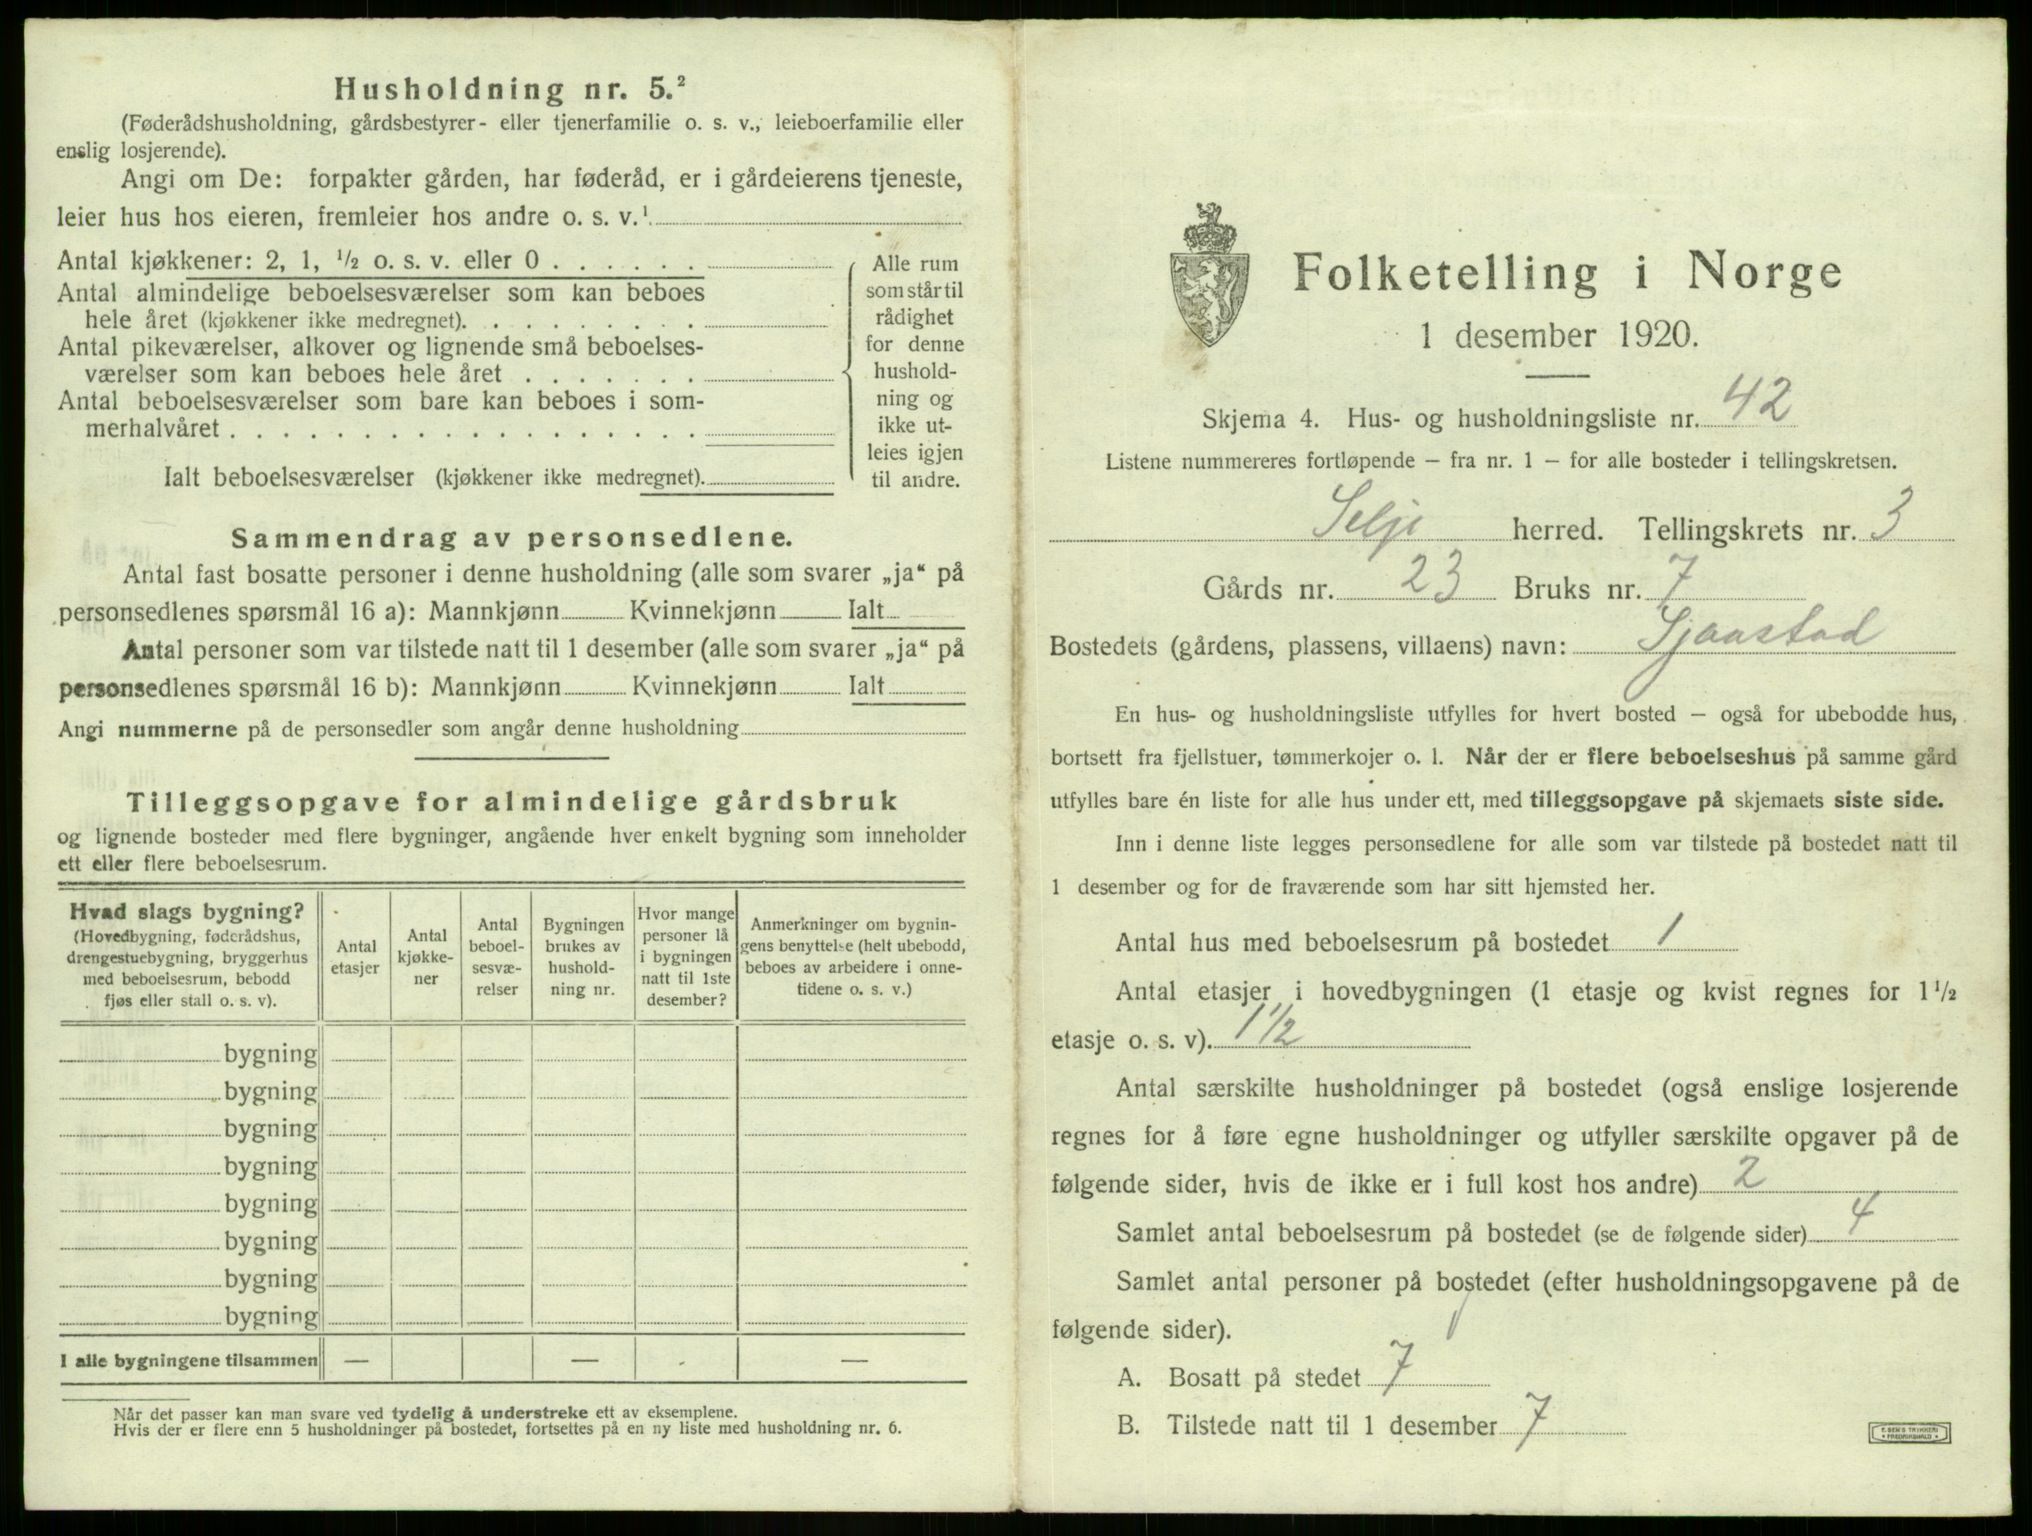 Husholdning nr. 5.²
(Føderådshusholdning, gårdsbestyrer- eller tjenerfamilie o. s. v., leieboerfamilie eller
enslig losjerende).
Angi om De: forpakter gården, har føderåd, er i gårdeierens tjeneste,
leier hus hos eieren, fremleier hos andre o. s. v.¹
Antal kjøkkener: 2, 1, ½ o. s. v. eller 0 . . . . . .
Antal almindelige beboelsesværelser som kan beboes
hele året (kjøkkener ikke medregnet). . . . . . . . .
Antal pikeværelser, alkover og lignende små beboelses-
værelser som kan beboes hele året . . . . . . .
Antal beboelsesværelser som bare kan beboes i som-
merhalvåret . . . . . . . . . . . . . . . . . .
Ialt beboelsesværelser (kjøkkener ikke medregnet).
Alle rum
som står til
rådighet
for denne
hushold-
ning og
ikke ut-
leies igjen
til andre.
Sammendrag av personsedlene.
Antal fast bosatte personer i denne husholdning (alle som svarer „ja“ på
personsedlenes spørsmål 16 a): Mannkjønn Kvinnekjønn Ialt
Antal personer som var tilstede natt til 1 desember (alle som svarer „ja“ på
personsedlenes spørsmål 16 b): Mannkjønn Kvinnekjønn Ialt
Angi nummerne på de personsedler som angår denne husholdning
Tilleggsopgave for almindelige gårdsbruk
og lignende bosteder med flere bygninger, angående hver enkelt bygning som inneholder
ett eller flere beboelsesrum.
Hvad slags bygning?
(Hovedbygning, føderådshus,
drengestuebygning, bryggerhus
med beboelsesrum, bebodd
fjøs eller stall o. s. v).
Antal
etasjer
Antal
kjøkke-
ner
Antal
beboel-
sesvæ-
relser
Bygningen
brukes av
hushold-
ning nr.
Hvor mange
personer lå
i bygningen
natt til 1ste
desember?
Anmerkninger om bygnin-
gens benyttelse (helt ubebodd,
beboes av arbeidere i onne-
tidene o. s. v.)
bygning
bygning
bygning
bygning
bygning
bygning
bygning
bygning
I alle bygningene tilsammen — — —
Når det passer kan man svare ved tydelig å understreke ett av eksemplene.
Hvis der er flere enn 5 husholdninger på bostedet, fortsettes på en ny liste med husholdning nr. 6.
Folketelling i Norge
1 desember 1920.
Skjema 4. Hus- og husholdningsliste nr. 42
Listene nummereres fortløpende – fra nr. 1 – for alle bosteder i tellingskretsen.
Selje herred. Tellingskrets nr. 3
Gårds nr. 23 Bruks nr. 7
Bostedets (gårdens, plassens, villaens) navn: Sjaastad
En hus- og husholdningsliste utfylles for hvert bosted – også for ubebodde hus,
bortsett fra fjellstuer, tømmerkojer o. l. Når der er flere beboelseshus på samme gård
utfylles bare én liste for alle hus under ett, med tilleggsopgave på skjemaets siste side.
Inn i denne liste legges personsedlene for alle som var tilstede på bostedet natt til
1 desember og for de fraværende som har sitt hjemsted her.
Antal hus med beboelsesrum på bostedet 1
Antal etasjer i hovedbygningen (1 etasje og kvist regnes for 1½
etasje o. s. v). 1½
Antal særskilte husholdninger på bostedet (også enslige losjerende
regnes for å føre egne husholdninger og utfyller særskilte opgaver på de
følgende sider, hvis de ikke er i full kost hos andre) 2
Samlet antal beboelsesrum på bostedet (se de følgende sider) 4
Samlet antal personer på bostedet (efter husholdningsopgavene på de
følgende sider).
A. Bosatt på stedet 7
B. Tilstede natt til 1 desember 7